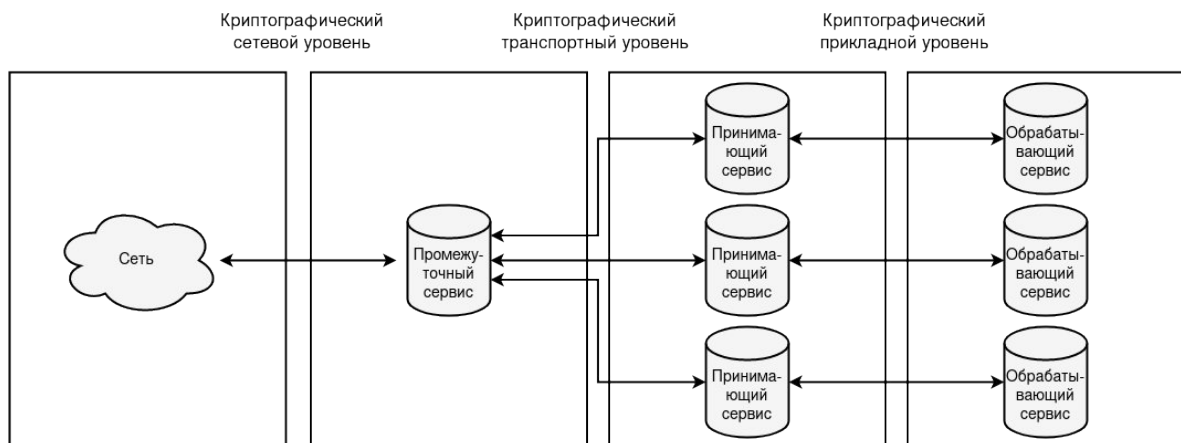 Криптографический
сетевой уровень
Криптографический
транспортный уровень
Криптографический
прикладной уровень
Сеть
Промежу-
точный
сервис
Принима-
ющий
сервис
Обрабаты-
вающий
сервис
Принима-
ющий
сервис
Обрабаты-
вающий
сервис
Принима-
ющий
сервис
Обрабаты-
вающий
сервис